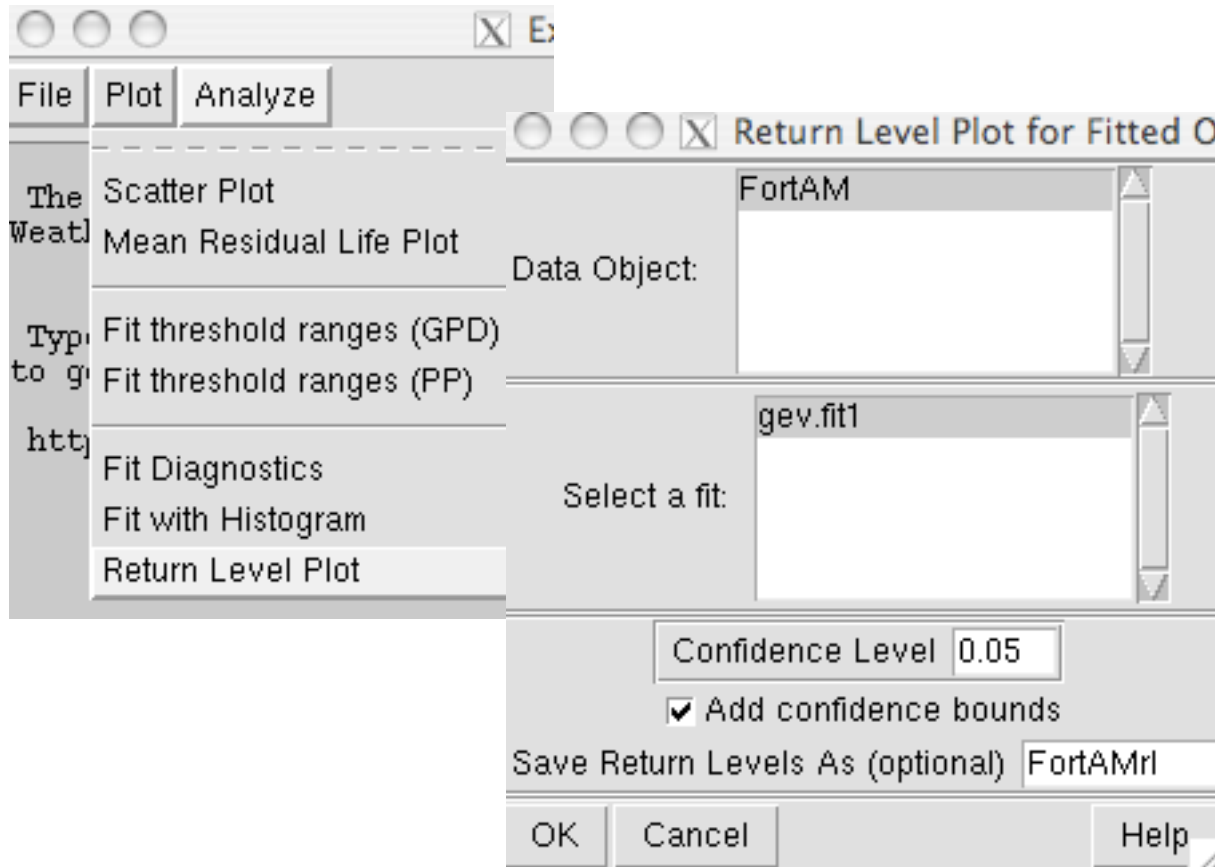 File Plot Analyze
The
Scatter Plot
Mean Residual Life Plot
Fit threshold ranges (GPD)
to
Fit threshold ranges (PP)
Fit Diagnostics
Fit with Histogram
Return Level Plot
X Return Level Plot for Fitted
Data Object:
FortAM
Select a fit:
gev.fit1
Confidence Level 0.05
Add confidence bounds
Save Return Levels As (optional) FortAMrl
OK Cancel Help